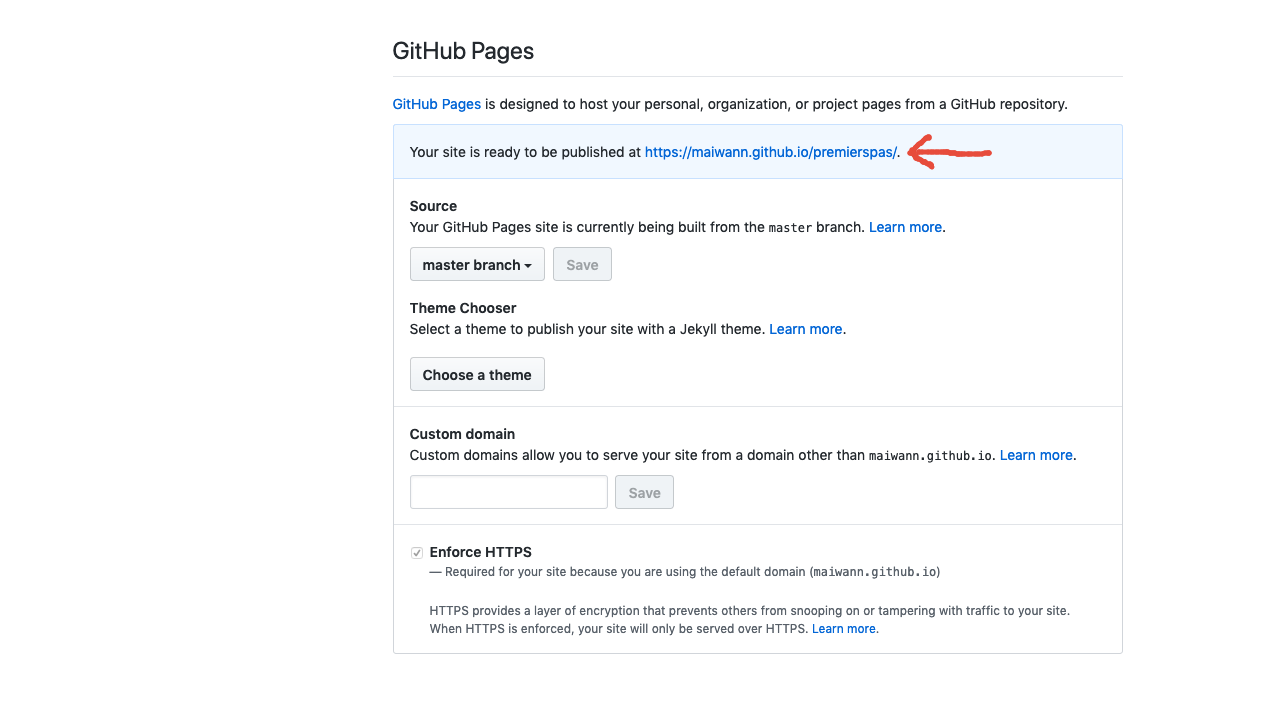 GitHub Pages
GitHub Pages is designed to host your personal, organization, or project pages from a GitHub repository.
Your site is ready to be published at https://maiwann.github.io/premierspas/.
Source
Your GitHub Pages site is currently being built from the master branch. Learn more.
master branch
Save
Theme Chooser
Select a theme to publish your site with a Jekyll theme. Learn more.
Choose a theme
Custom domain
Custom domains allow you to serve your site from a domain other than maiwann.github.io. Learn more.
Save
Enforce HTTPS
— Required for your site because you are using the default domain (maiwann.github.io)
HTTPS provides a layer of encryption that prevents others from snooping on or tampering with traffic to your site.
When HTTPS is enforced, your site will only be served over HTTPS. Learn more.